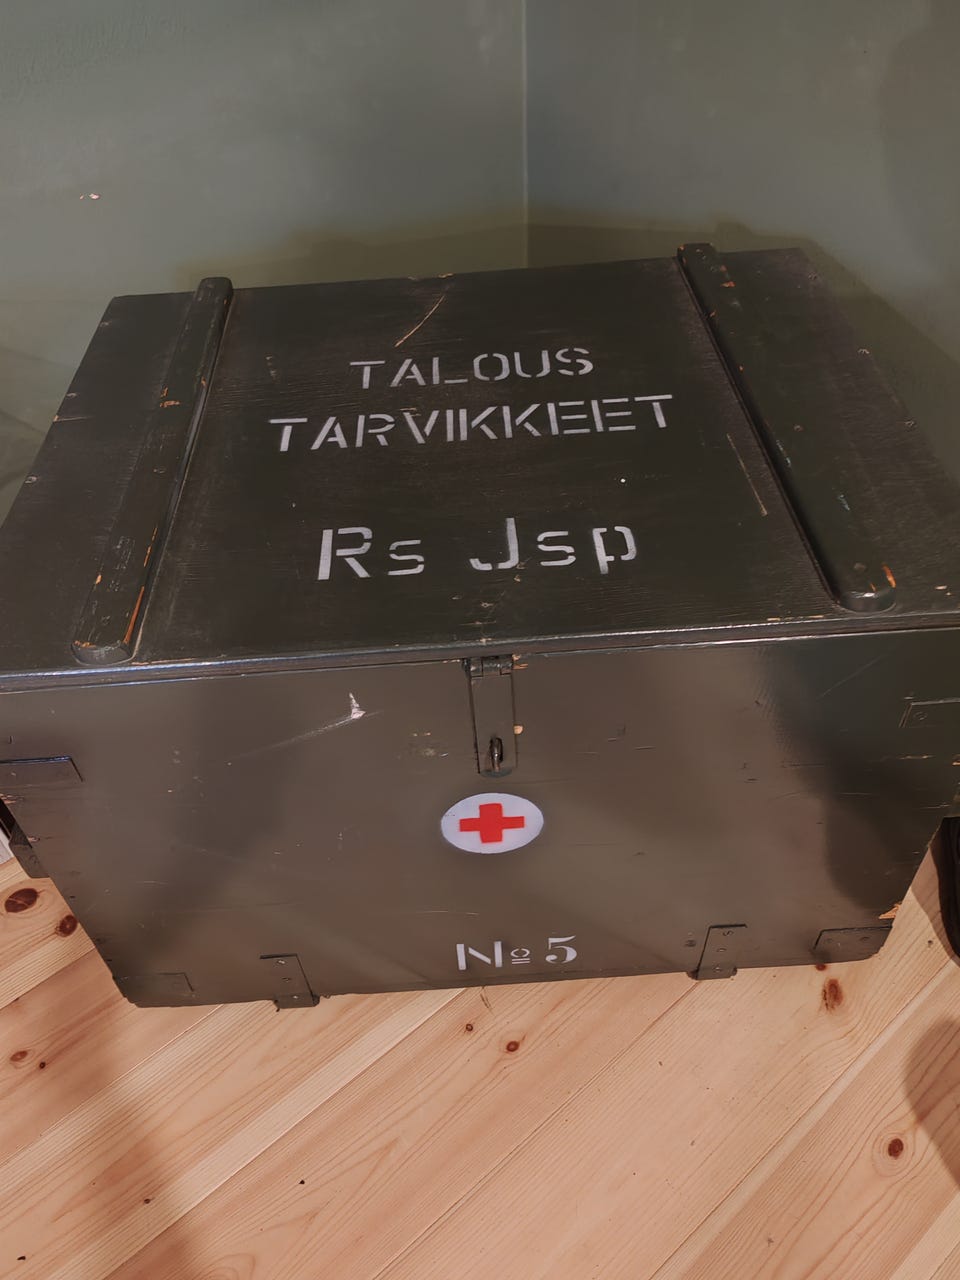 TALOUS
TARVIKKEET
Rs Jsp
№ 5